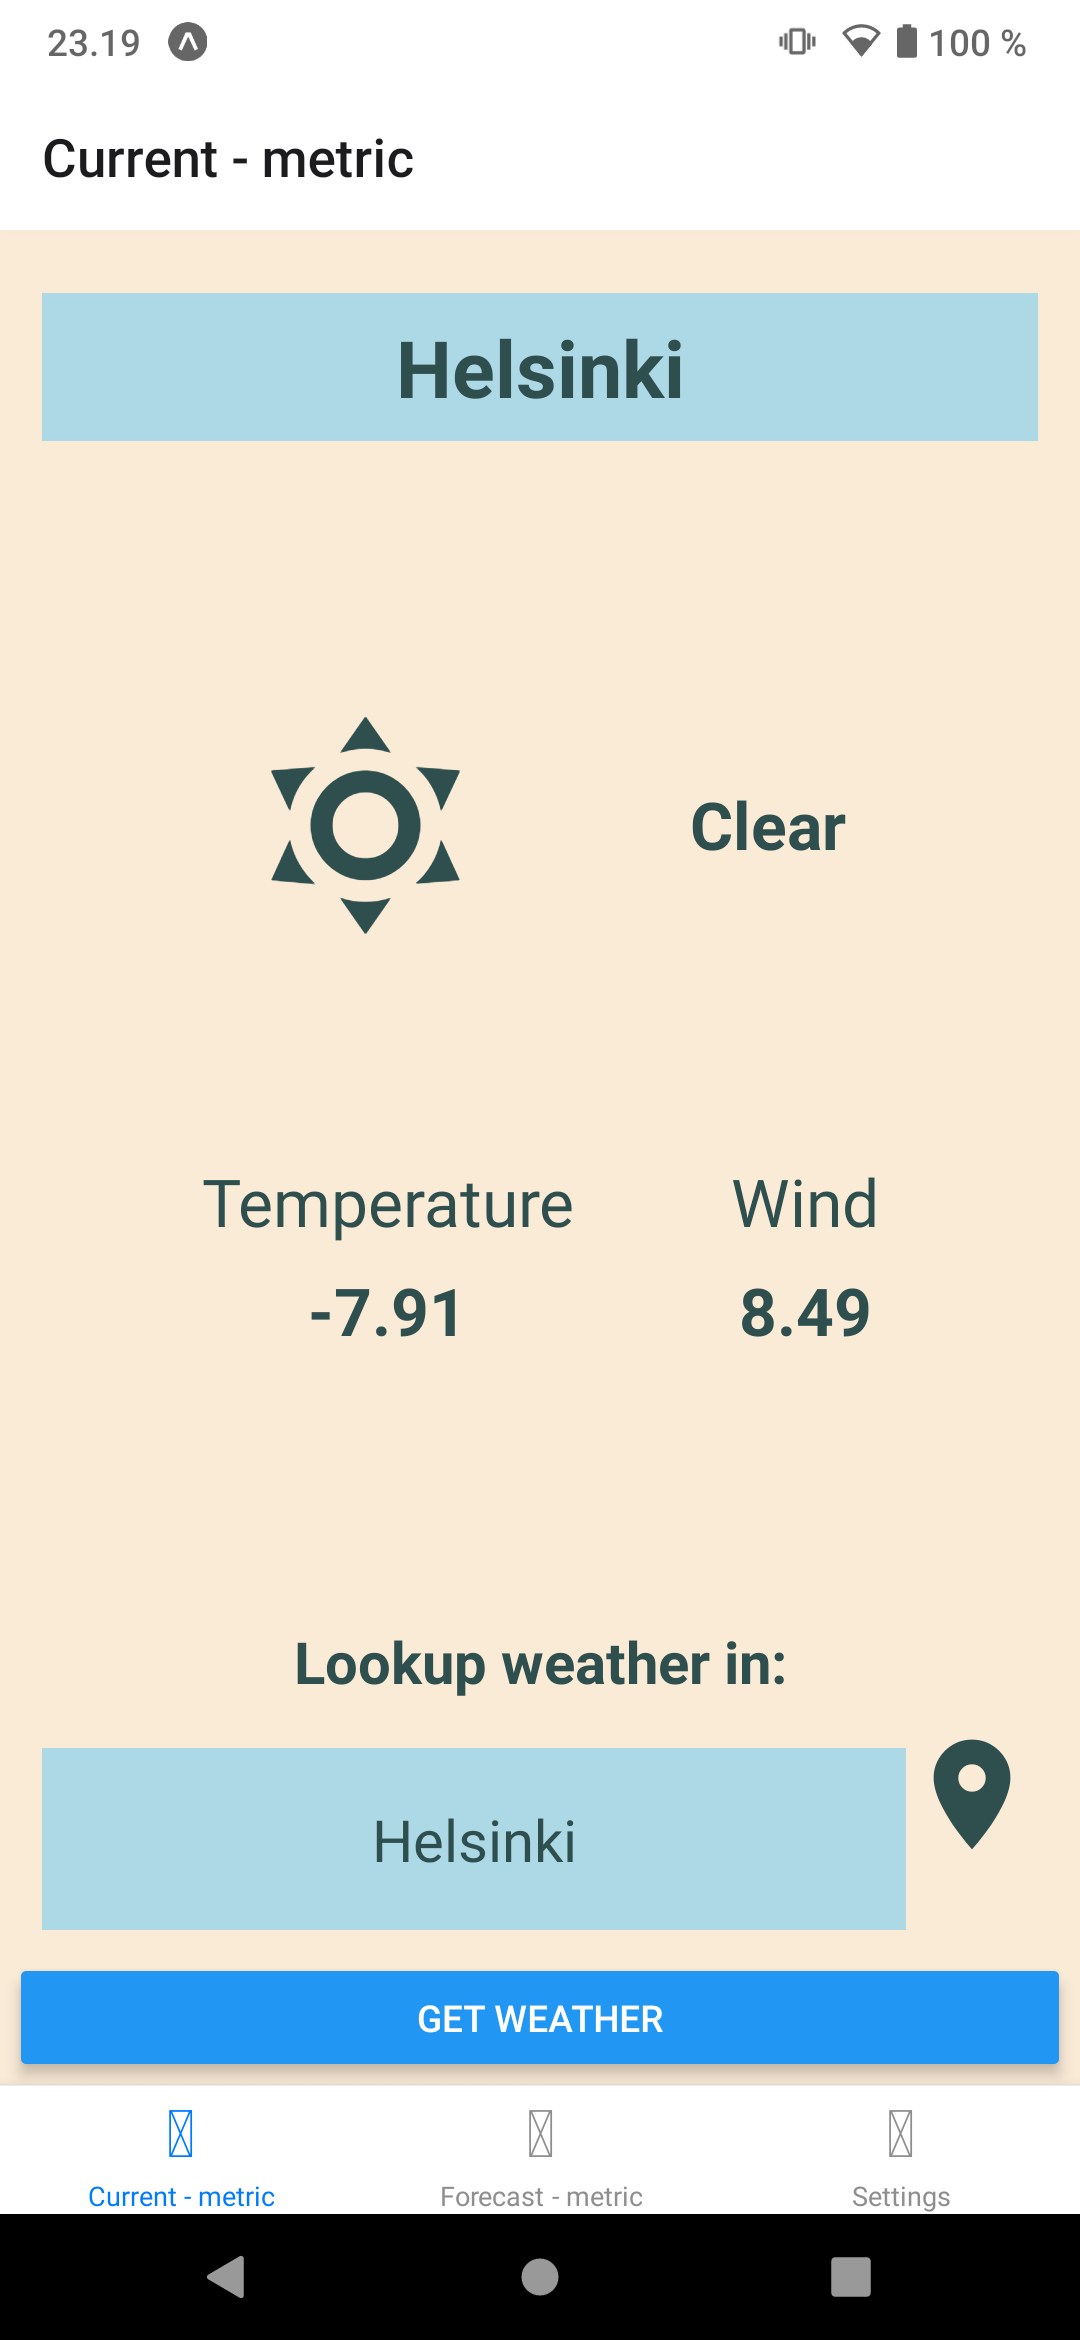 23.19
100 %
Current - metric
Helsinki
Clear
Temperature
Wind
-7.91
8.49
Lookup weather in:
Helsinki
GET WEATHER
Current - metric
Forecast - metric
Settings